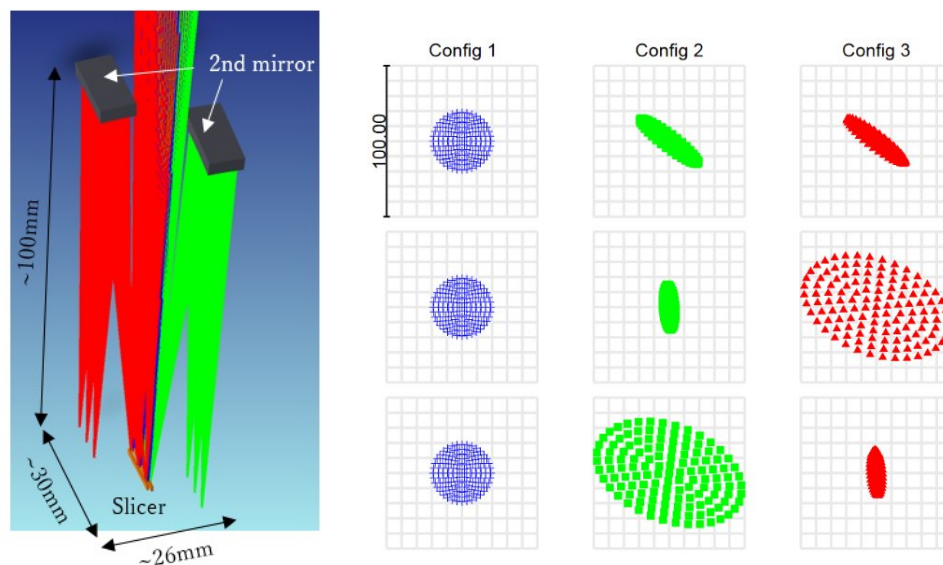 2nd mirror
~100mm
~30mm
Slicer
~26mm
Config 1
Config 2
Config 3
100.00